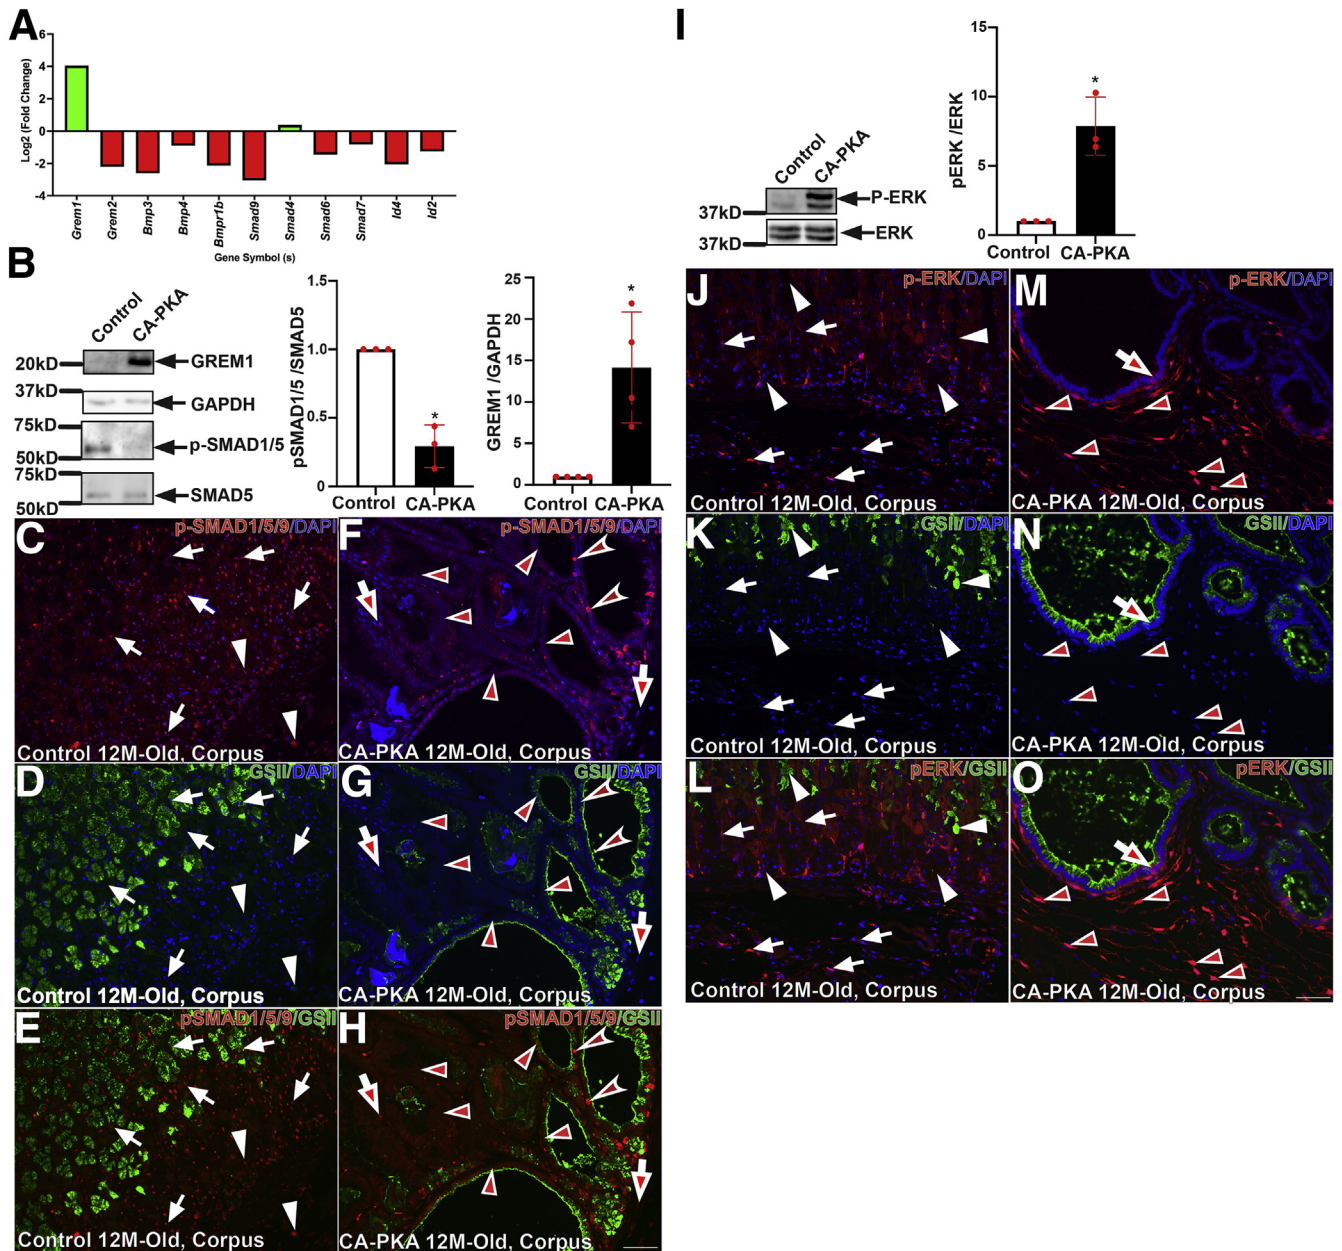 A
6
4
2
0
-2
-4
Log2 (Fold Change)
Grem1
Grem2
Bmp3
Bmp4
Bmpr1b
Smad9
Smad4
Smad6
Smad7
Id4
Id2
Gene Symbol (s)
B
Control
CA-PKA
20kD
GREM1
37kD
GAPDH
75kD
p-SMAD1/5
50kD
75kD
SMAD5
50kD
pSMAD1/5 /SMAD5
1.5
1.0
0.5
0
*
Control
CA-PKA
GREM1 /GAPDH
25
20
15
10
5
0
*
Control
CA-PKA
C
p-SMAD1/5/9/DAPI
Control 12M-Old, Corpus
F
p-SMAD1/5/9/DAPI
CA-PKA 12M-Old, Corpus
D
GSII/DAPI
Control 12M-Old, Corpus
G
GSII/DAPI
CA-PKA 12M-Old, Corpus
E
pSMAD1/5/9/GSII
Control 12M-Old, Corpus
H
pSMAD1/5/9/GSII
CA-PKA 12M-Old, Corpus
I
Control
CA-PKA
P-ERK
37kD
ERK
37kD
pERK /ERK
15
10
5
0
*
Control
CA-PKA
J
p-ERK/DAPI
Control 12M-Old, Corpus
M
p-ERK/DAPI
CA-PKA 12M-Old, Corpus
K
GSII/DAPI
Control 12M-Old, Corpus
N
GSII/DAPI
CA-PKA 12M-Old, Corpus
L
pERK/GSII
Control 12M-Old, Corpus
O
pERK/GSII
CA-PKA 12M-Old, Corpus